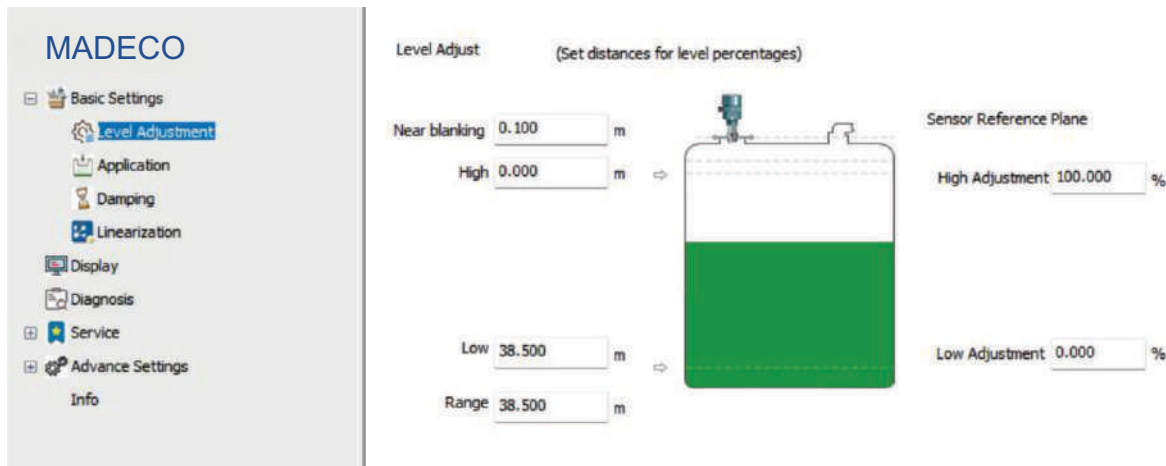 MADECO
Basic Settings
Level Adjustment
Application
Damping
Linearization
Display
Diagnosis
Service
Advance Settings
Info
Level Adjust (Set distances for level percentages)
Near blanking 0.100 m
High 0.000 m
Low 38.500 m
Range 38.500 m
Sensor Reference Plane
High Adjustment 100.000 %
Low Adjustment 0.000 %